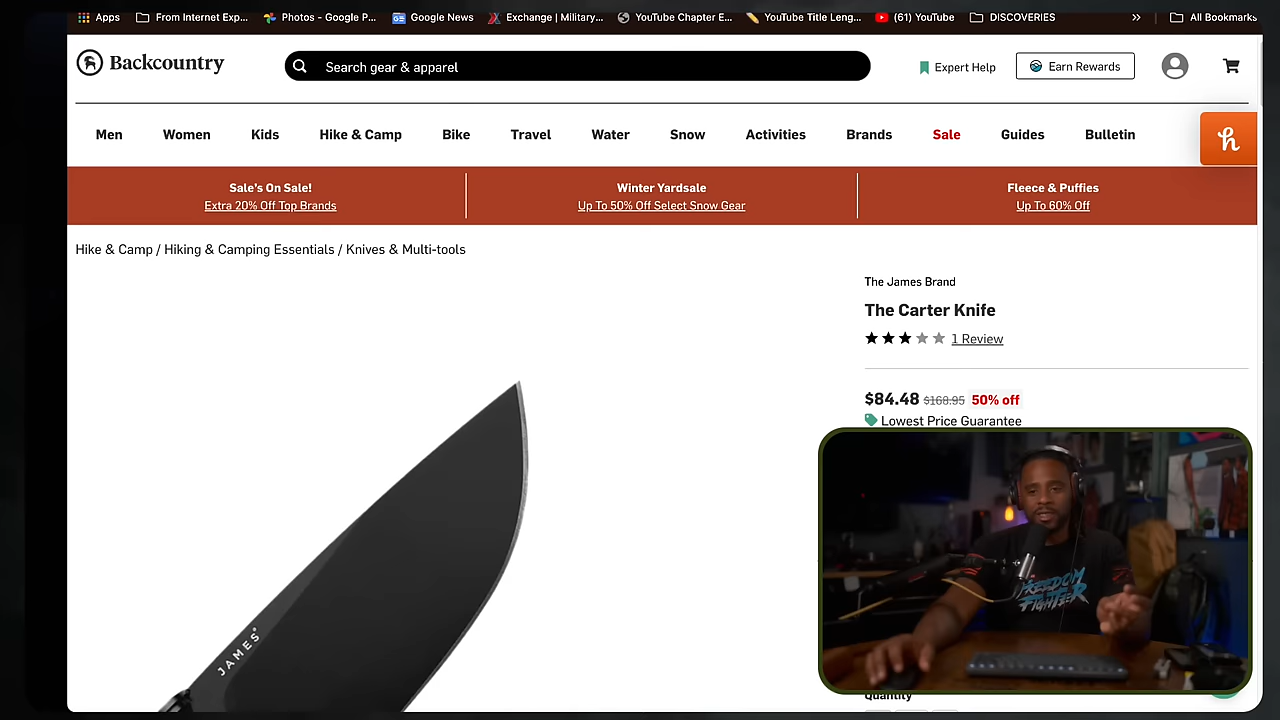 Apps From Internet Exp... Photos - Google P... Google News Exchange | Military... YouTube Chapter E... YouTube Title Leng... (61) YouTube DISCOVERIES » All Bookmarks
Backcountry
Search gear & apparel
Expert Help
Earn Rewards
Men Women Kids Hike & Camp Bike Travel Water Snow Activities Brands Sale Guides Bulletin
h
Sale's On Sale!
Extra 20% Off Top Brands
Winter Yardsale
Up To 50% Off Select Snow Gear
Fleece & Puffies
Up To 60% Off
Hike & Camp / Hiking & Camping Essentials / Knives & Multi-tools
The James Brand
The Carter Knife
1 Review
$84.48 $168.95 50% off
Lowest Price Guarantee
JAMES®
FREEDOM
FIGHTER
Quantity